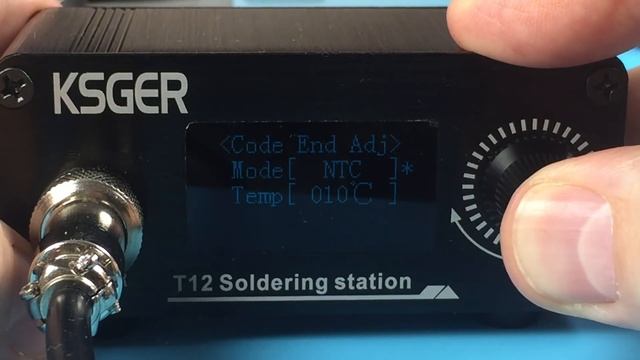 KSGER
<Code End Adj>
Mode[ NTC ]*
Temp[ 010℃ ]
T12 Soldering station